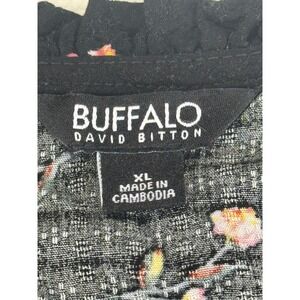 BUFFALO
DAVID BITTON
XL
MADE IN
CAMBODIA